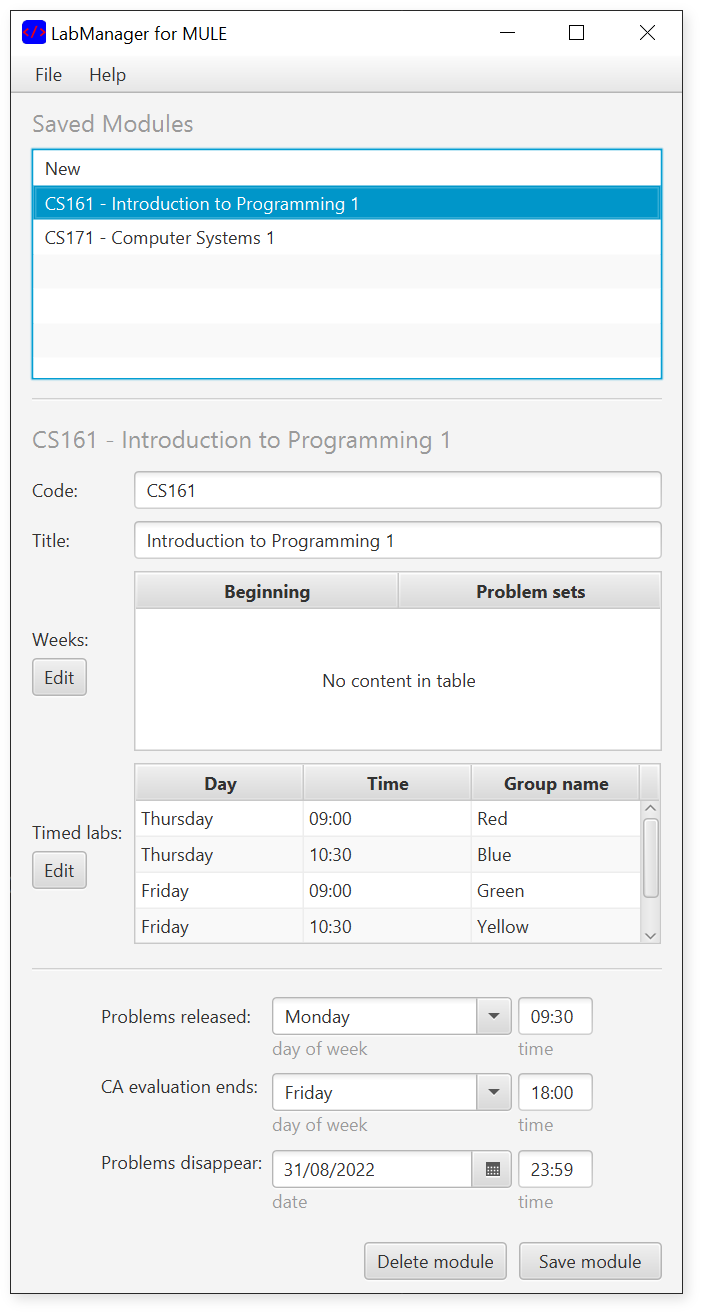 </> LabManager for MULE
File Help
Saved Modules
New
CS161 - Introduction to Programming 1
CS171 - Computer Systems 1
CS161 - Introduction to Programming 1
Code: CS161
Title: Introduction to Programming 1
Beginning Problem sets
Weeks:
Edit
No content in table
Day Time Group name
Thursday 09:00 Red
Timed labs:
Thursday 10:30 Blue
Edit
Friday 09:00 Green
Friday 10:30 Yellow
Problems released: Monday 09:30
day of week time
CA evaluation ends: Friday 18:00
day of week time
Problems disappear: 31/08/2022 23:59
date time
Delete module Save module